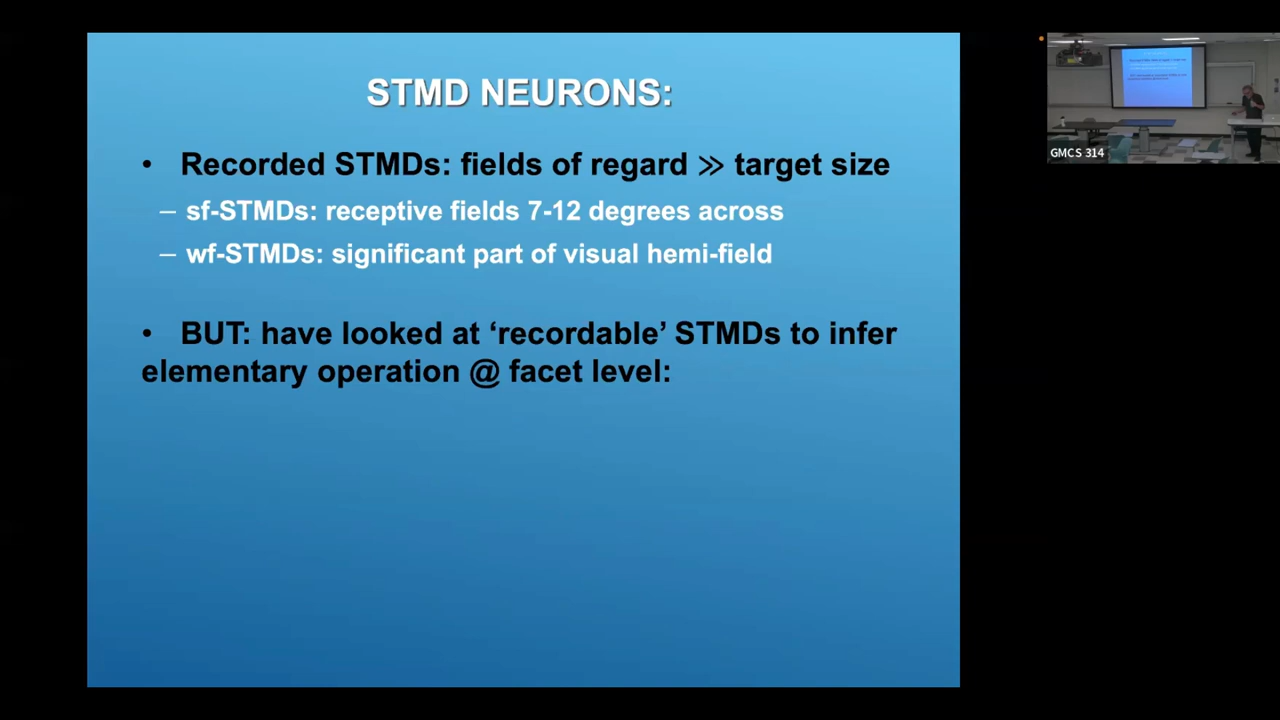 STMD NEURONS:
• Recorded STMDs: fields of regard ≫ target size
– sf-STMDs: receptive fields 7-12 degrees across
– wf-STMDs: significant part of visual hemi-field
• BUT: have looked at ‘recordable’ STMDs to infer
elementary operation @ facet level:
GMCS 314